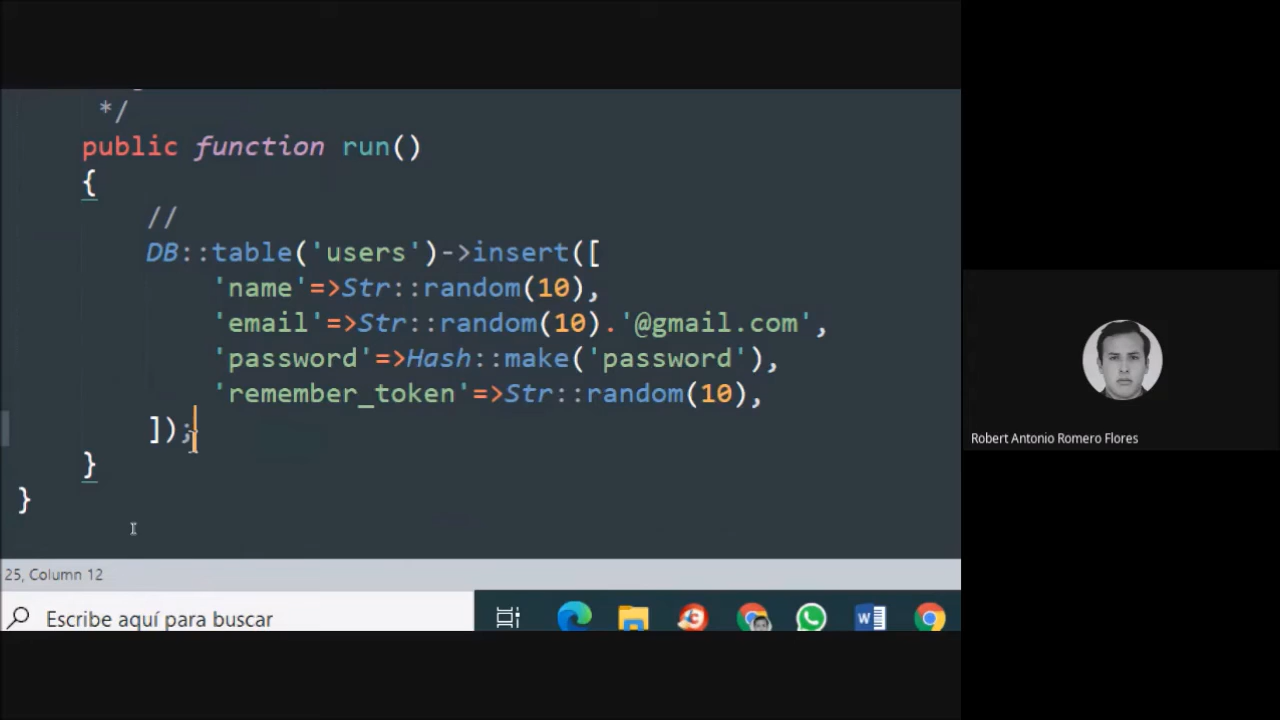 */
public function run()
{
//
DB::table('users')->insert([
'name'=>Str::random(10),
'email'=>Str::random(10).'@gmail.com',
'password'=>Hash::make('password'),
'remember_token'=>Str::random(10),
]);
}
}
25, Column 12
Escribe aquí para buscar
Robert Antonio Romero Flores